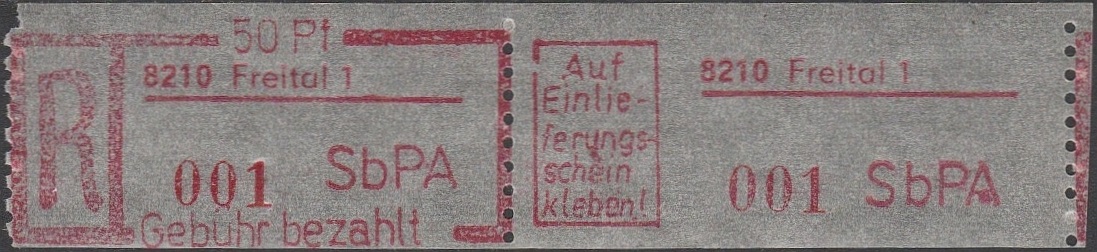 50 Pf
R
8210 Freital 1
001 SbPA
Gebühr bezahlt
Auf
Einlie-
ferungs-
schein
kleben!
8210 Freital 1
001 SbPA